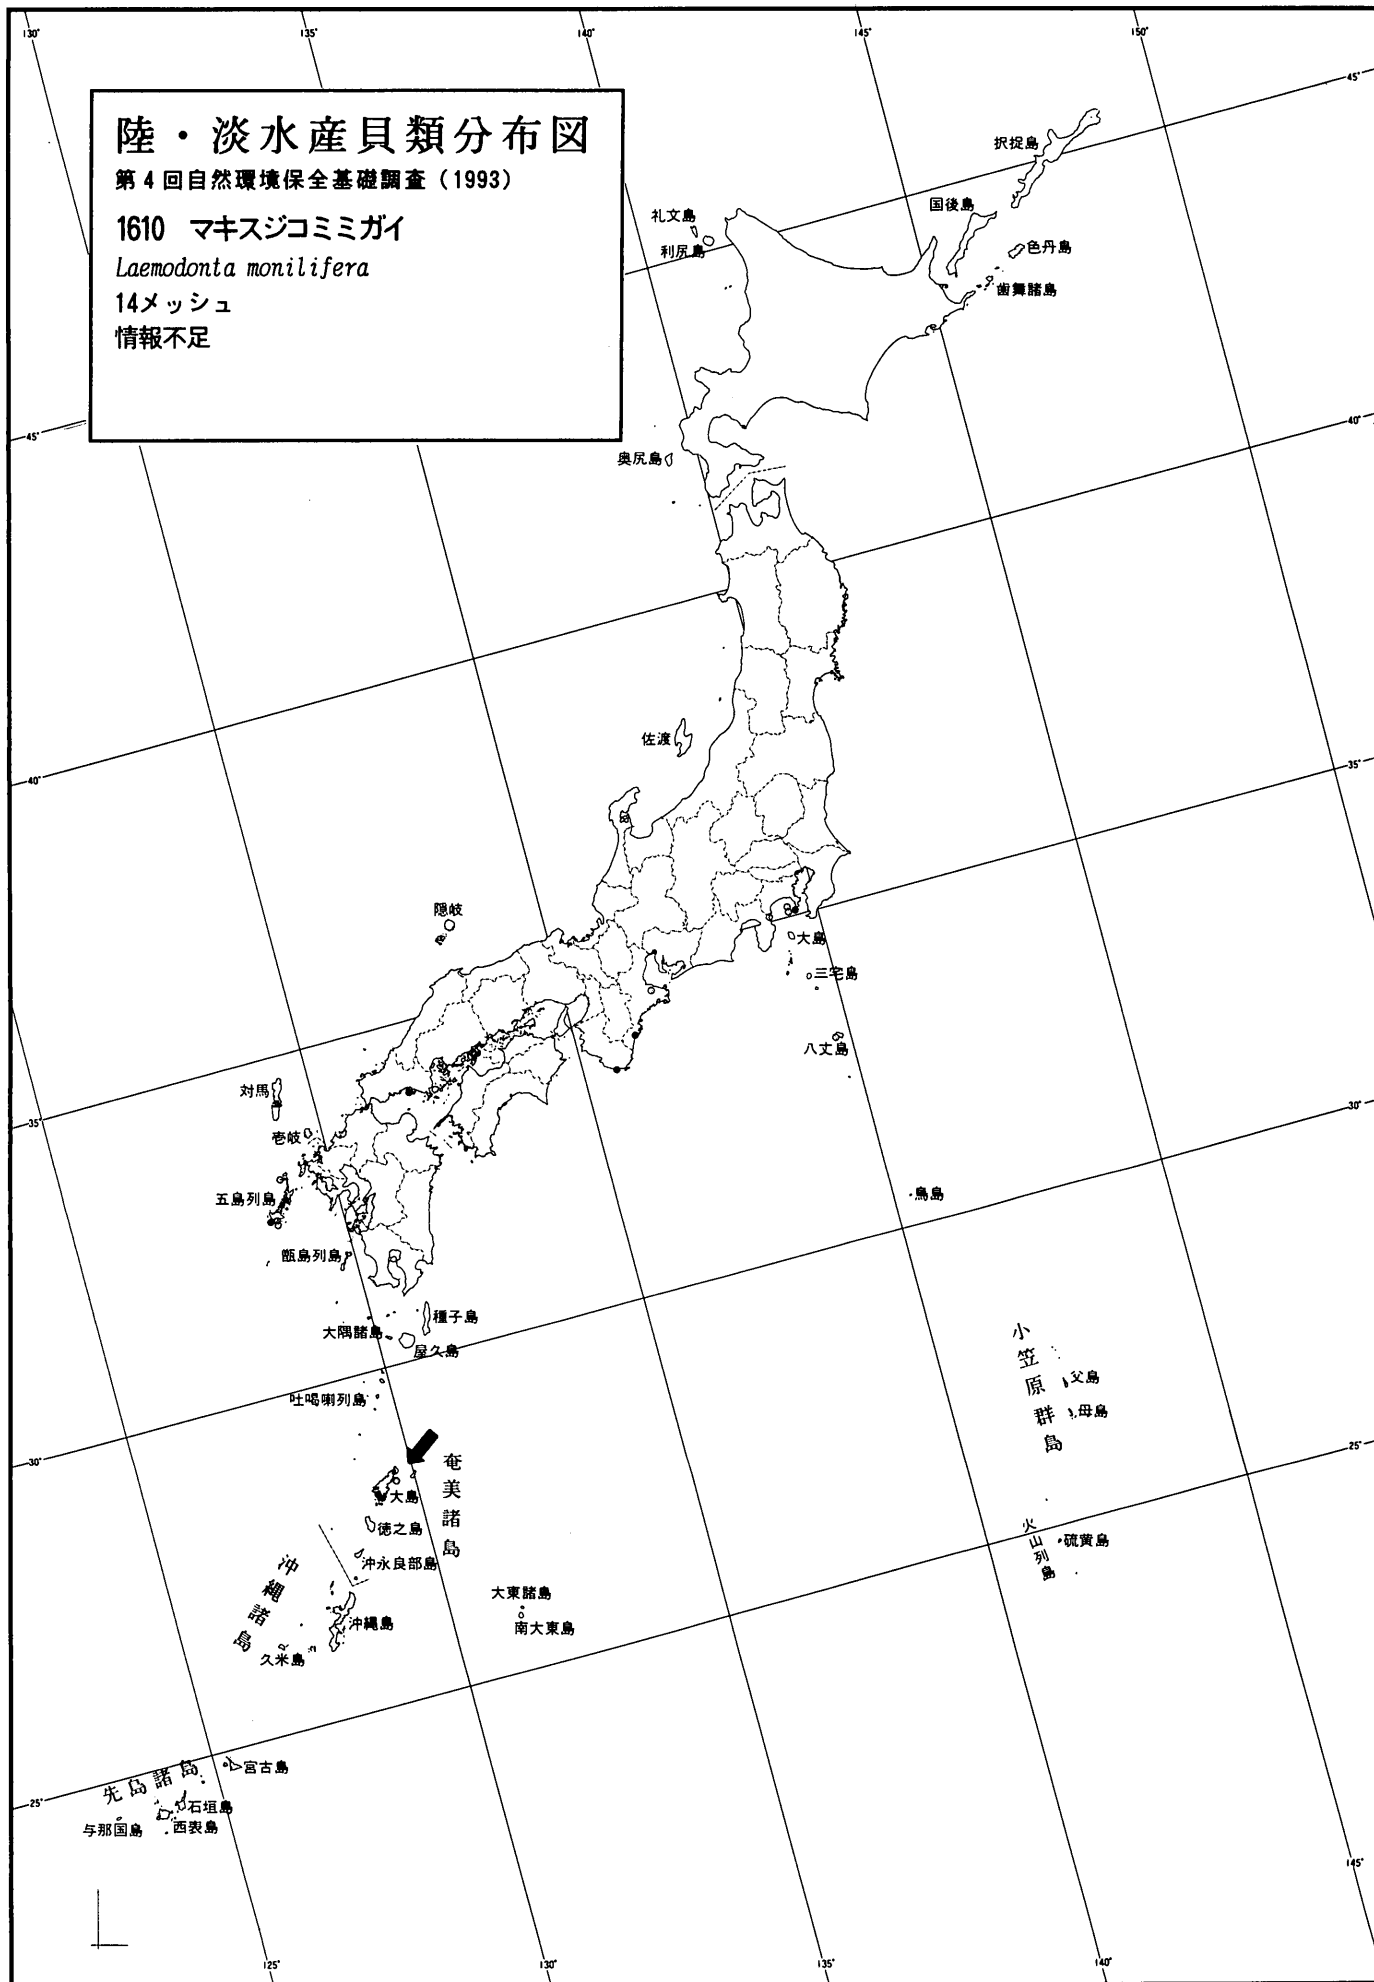 130°
135°
140°
145°
150°
陸・淡水産貝類分布図
第4回自然環境保全基礎調査（1993）
1610 マキスジコミミガイ
Laemodonta monilifera
14メッシュ
情報不足
45°
択捉島
国後島
礼文島
利尻島
色丹島
歯舞諸島
45°
40°
奥尻島
佐渡
40°
35°
隠岐
大島
三宅島
八丈島
対馬
35°
壱岐
30°
五島列島
鳥島
甑島列島
種子島
大隅諸島
屋久島
小笠原群島
父島
母島
吐噶喇列島
30°
25°
奄美諸島
大島
徳之島
沖永良部島
火山列島
硫黄島
沖縄諸島
大東諸島
南大東島
沖縄島
久米島
先島諸島
宮古島
25°
石垣島
与那国島
西表島
145°
125°
130°
135°
140°